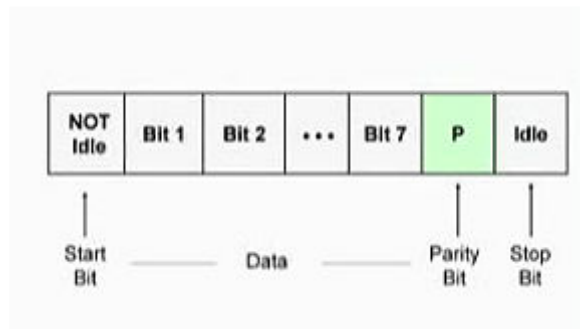 NOT
Idle
Bit 1
Bit 2
•••
Bit 7
P
Idle
Start
Bit
Data
Parity
Bit
Stop
Bit